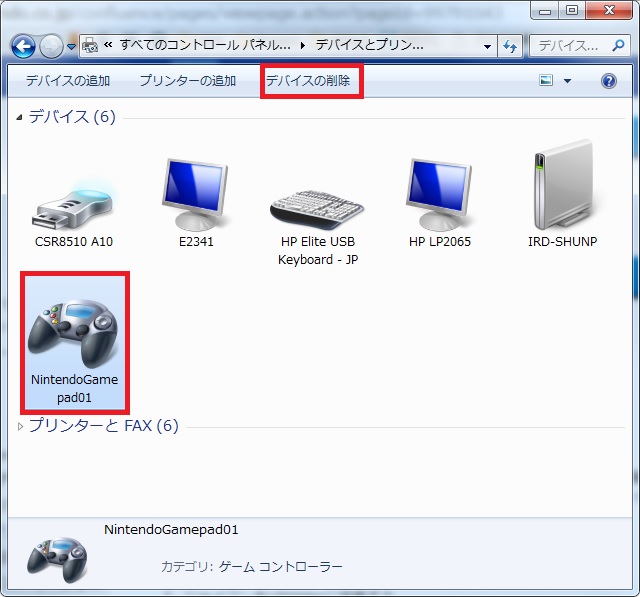 « すべてのコントロール パネル... デバイスとプリン... デバイス...
デバイスの追加 プリンターの追加 デバイスの削除
デバイス (6)
CSR8510 A10
E2341
HP Elite USB
Keyboard - JP
HP LP2065
IRD-SHUNP
NintendoGame
pad01
プリンターと FAX (6)
NintendoGamepad01
カテゴリ: ゲーム コントローラー